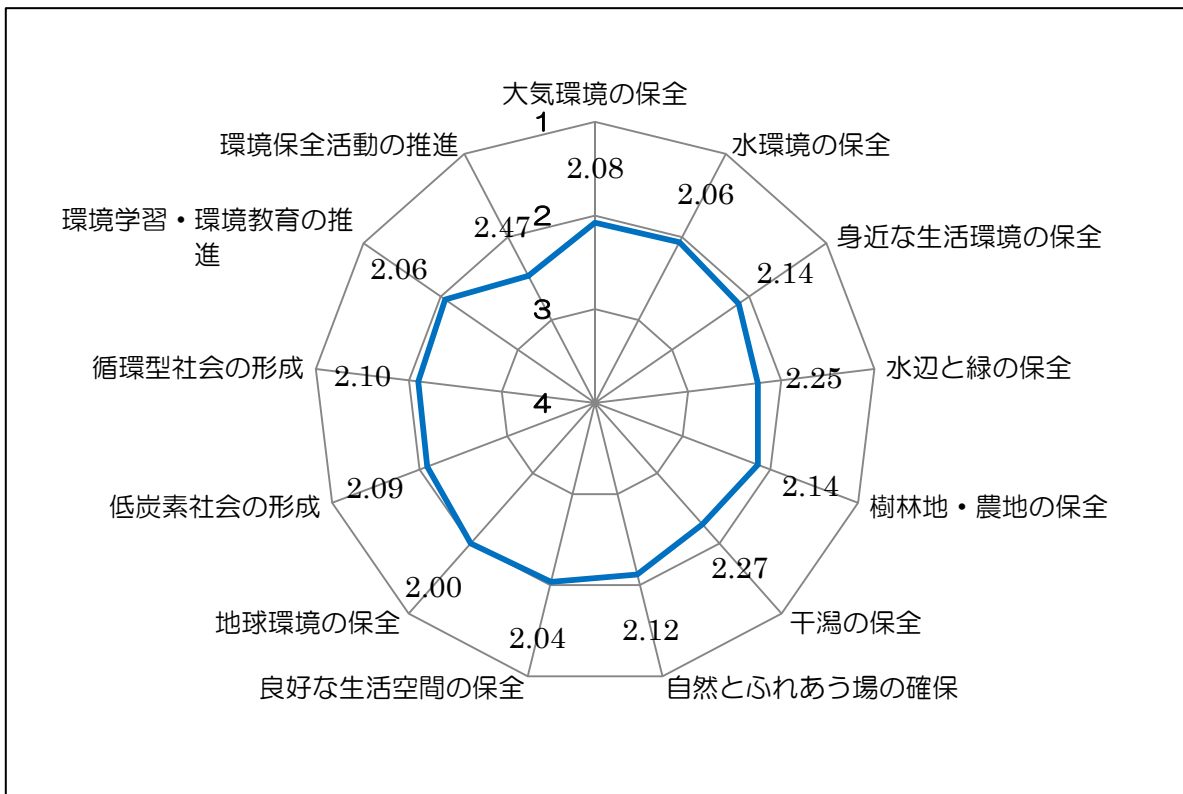 大気環境の保全
1
環境保全活動の推進
水環境の保全
2.08
2.06
環境学習・環境教育の推
進
2.47
2
身近な生活環境の保全
2.06
2.14
3
循環型社会の形成
2.10
2.25
水辺と緑の保全
4
低炭素社会の形成
2.09
2.14
樹林地・農地の保全
2.00
2.27
地球環境の保全
干潟の保全
2.04
2.12
良好な生活空間の保全
自然とふれあう場の確保